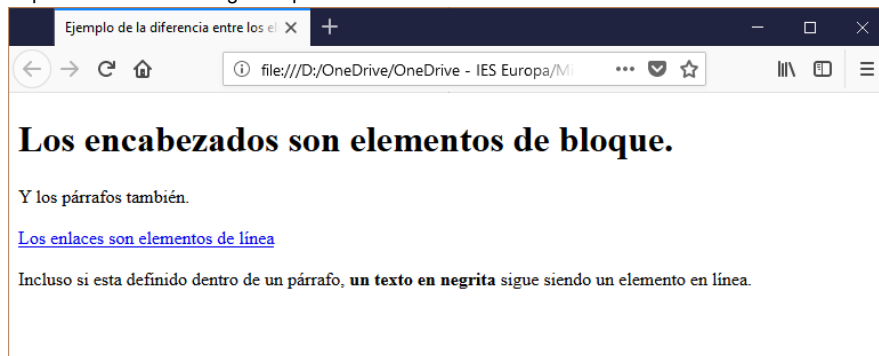 Ejemplo de la diferencia entre los el
file:///D:/OneDrive/OneDrive - IES Europa/Mi
Los encabezados son elementos de bloque.
Y los párrafos también.
Los enlaces son elementos de línea
Incluso si esta definido dentro de un párrafo, un texto en negrita sigue siendo un elemento en línea.